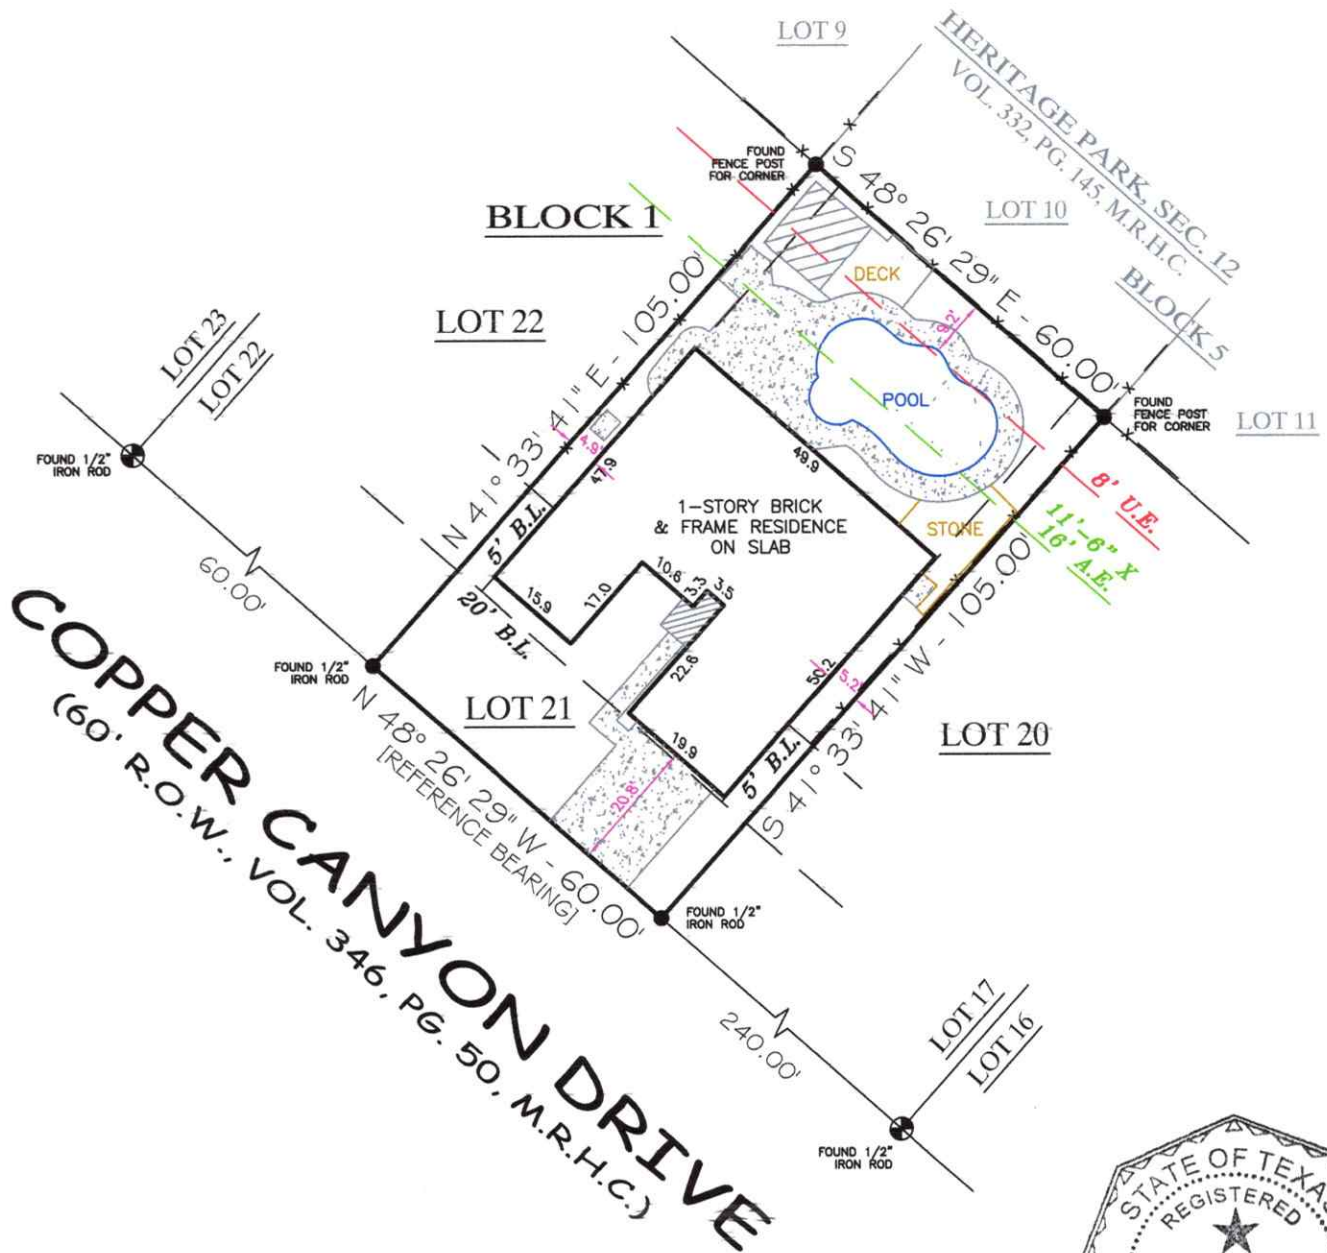 LOT 9
HERITAGE PARK, SEC. 12
VOL. 332, PG. 145, M.R.H.C.
FOUND
FENCE POST
FOR CORNER
S 48° 26' 29" E - 60.00'
LOT 10
BLOCK 1
BLOCK 5
DECK
LOT 22
N 41° 33' 41" E - 105.00'
9.2'
LOT 23
LOT 22
POOL
FOUND
FENCE POST
FOR CORNER
LOT 11
FOUND 1/2"
IRON ROD
4.9'
47.9
49.9
8' U.E.
11'-6" X
16' A.E.
1-STORY BRICK
& FRAME RESIDENCE
ON SLAB
STONE
5' B.L.
60.00'
10.6
3.5
15.9
17.0
20' B.L.
S 41° 33' 41" W - 105.00'
FOUND 1/2"
IRON ROD
22.6
50.2
5.2'
LOT 21
LOT 20
N 48° 26' 29" W - 60.00'
[REFERENCE BEARING]
19.9
5' B.L.
20.8'
COPPER CANYON DRIVE
(60' R.O.W., VOL. 346, PG. 50, M.R.H.C.)
FOUND 1/2"
IRON ROD
240.00'
LOT 17
LOT 16
FOUND 1/2"
IRON ROD
STATE OF TEXAS
REGISTERED